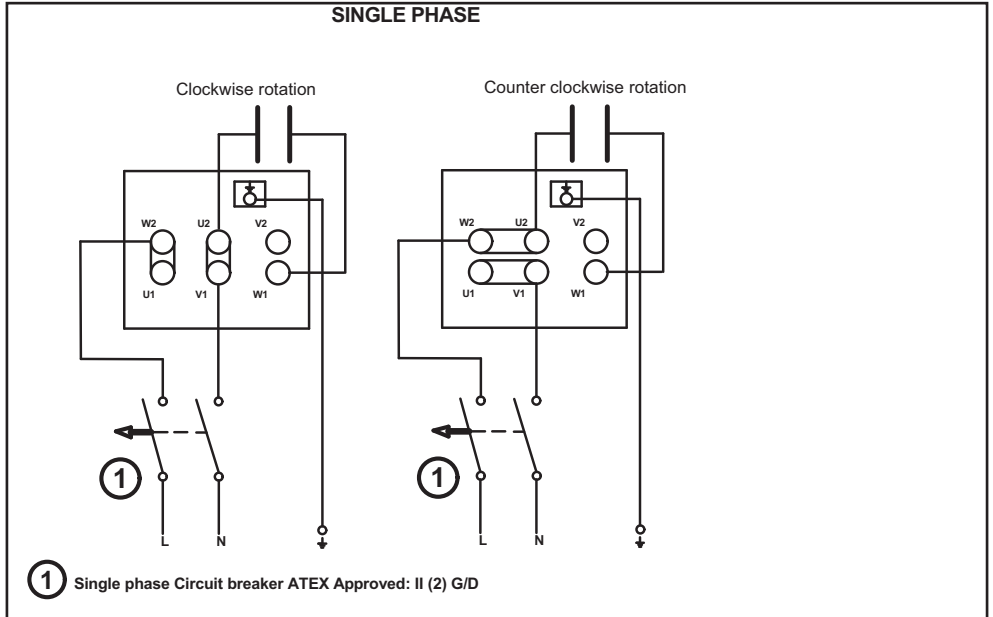 SINGLE PHASE
Clockwise rotation
W2 U2 V2
U1 V1 W1
1
L N
Counter clockwise rotation
W2 U2 V2
U1 V1 W1
1
L N
1 Single phase Circuit breaker ATEX Approved: II (2) G/D